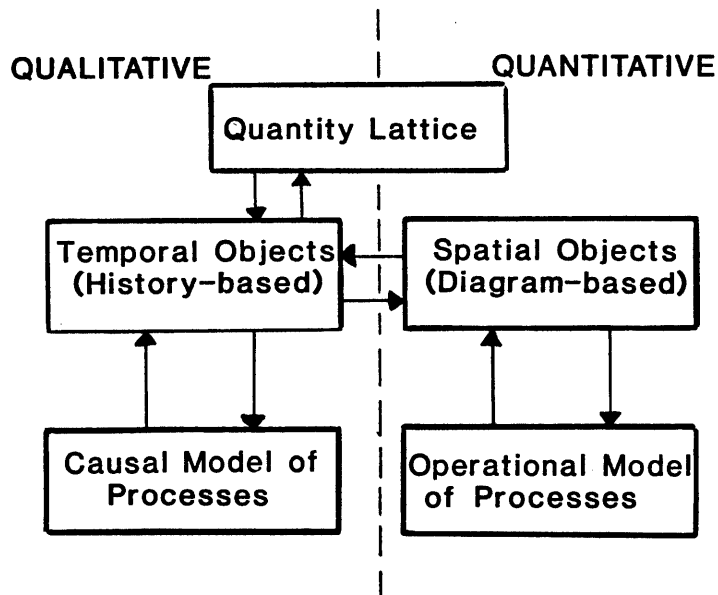 QUALITATIVE
QUANTITATIVE
Quantity Lattice
Temporal Objects
(History-based)
Spatial Objects
(Diagram-based)
Causal Model of
Processes
Operational Model
of Processes